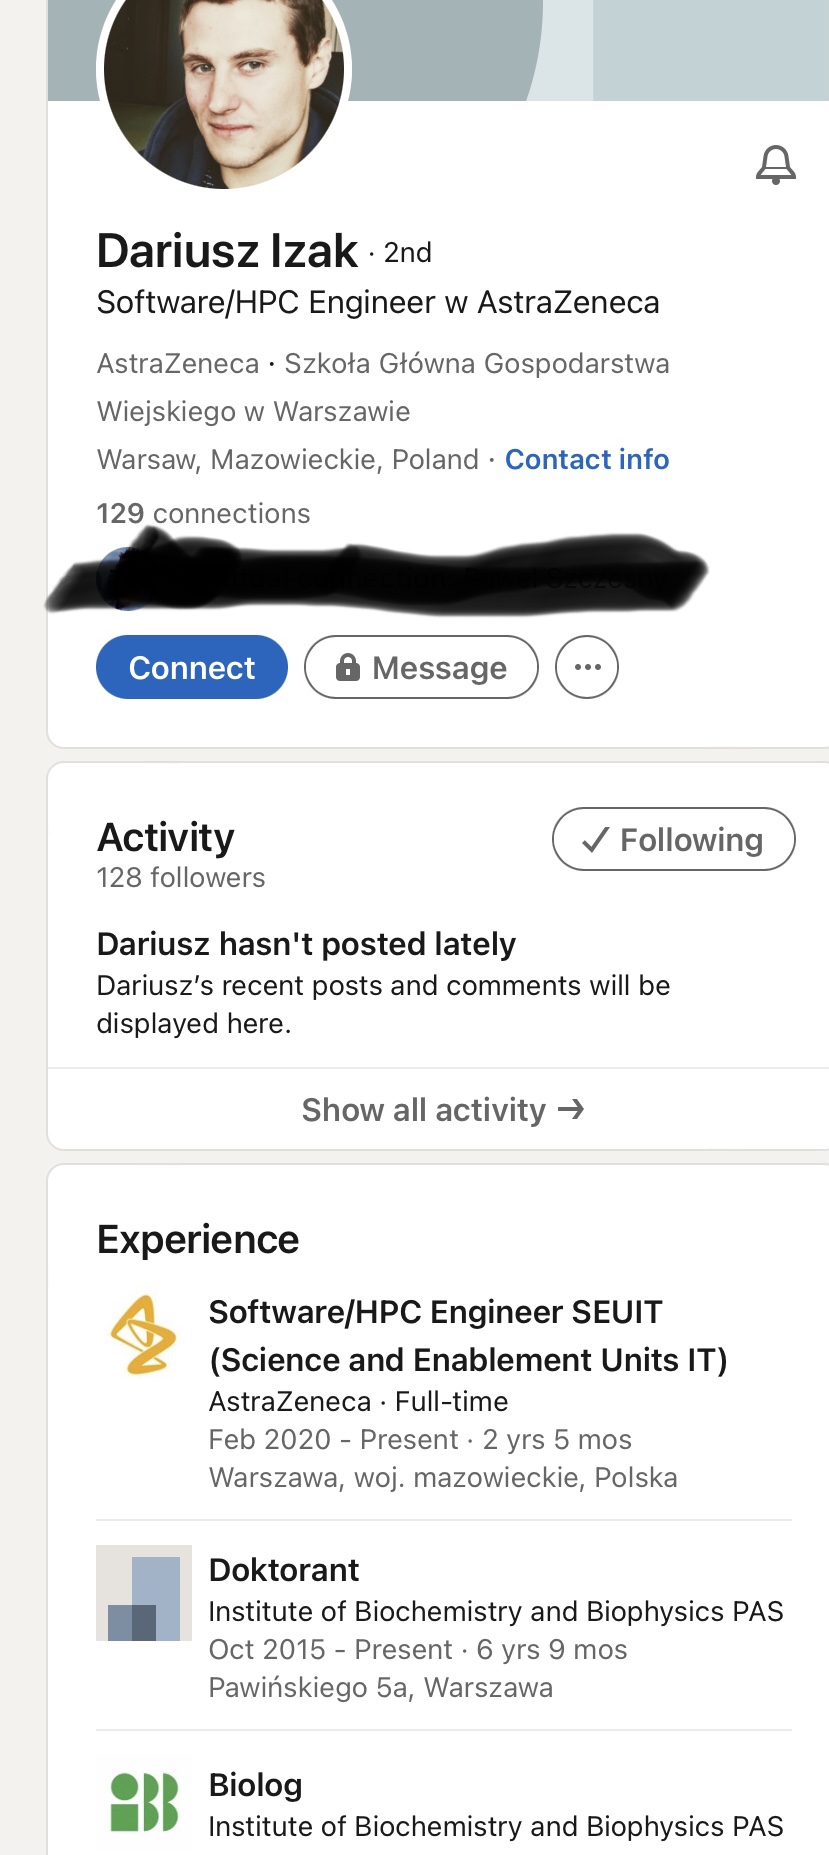 Dariusz Izak · 2nd
Software/HPC Engineer w AstraZeneca
AstraZeneca · Szkoła Główna Gospodarstwa
Wiejskiego w Warszawie
Warsaw, Mazowieckie, Poland · Contact info
129 connections
Connect
Message
Activity
Following
128 followers
Dariusz hasn't posted lately
Dariusz’s recent posts and comments will be
displayed here.
Show all activity →
Experience
Software/HPC Engineer SEUIT
(Science and Enablement Units IT)
AstraZeneca · Full-time
Feb 2020 - Present · 2 yrs 5 mos
Warszawa, woj. mazowieckie, Polska
Doktorant
Institute of Biochemistry and Biophysics PAS
Oct 2015 - Present · 6 yrs 9 mos
Pawińskiego 5a, Warszawa
Biolog
Institute of Biochemistry and Biophysics PAS